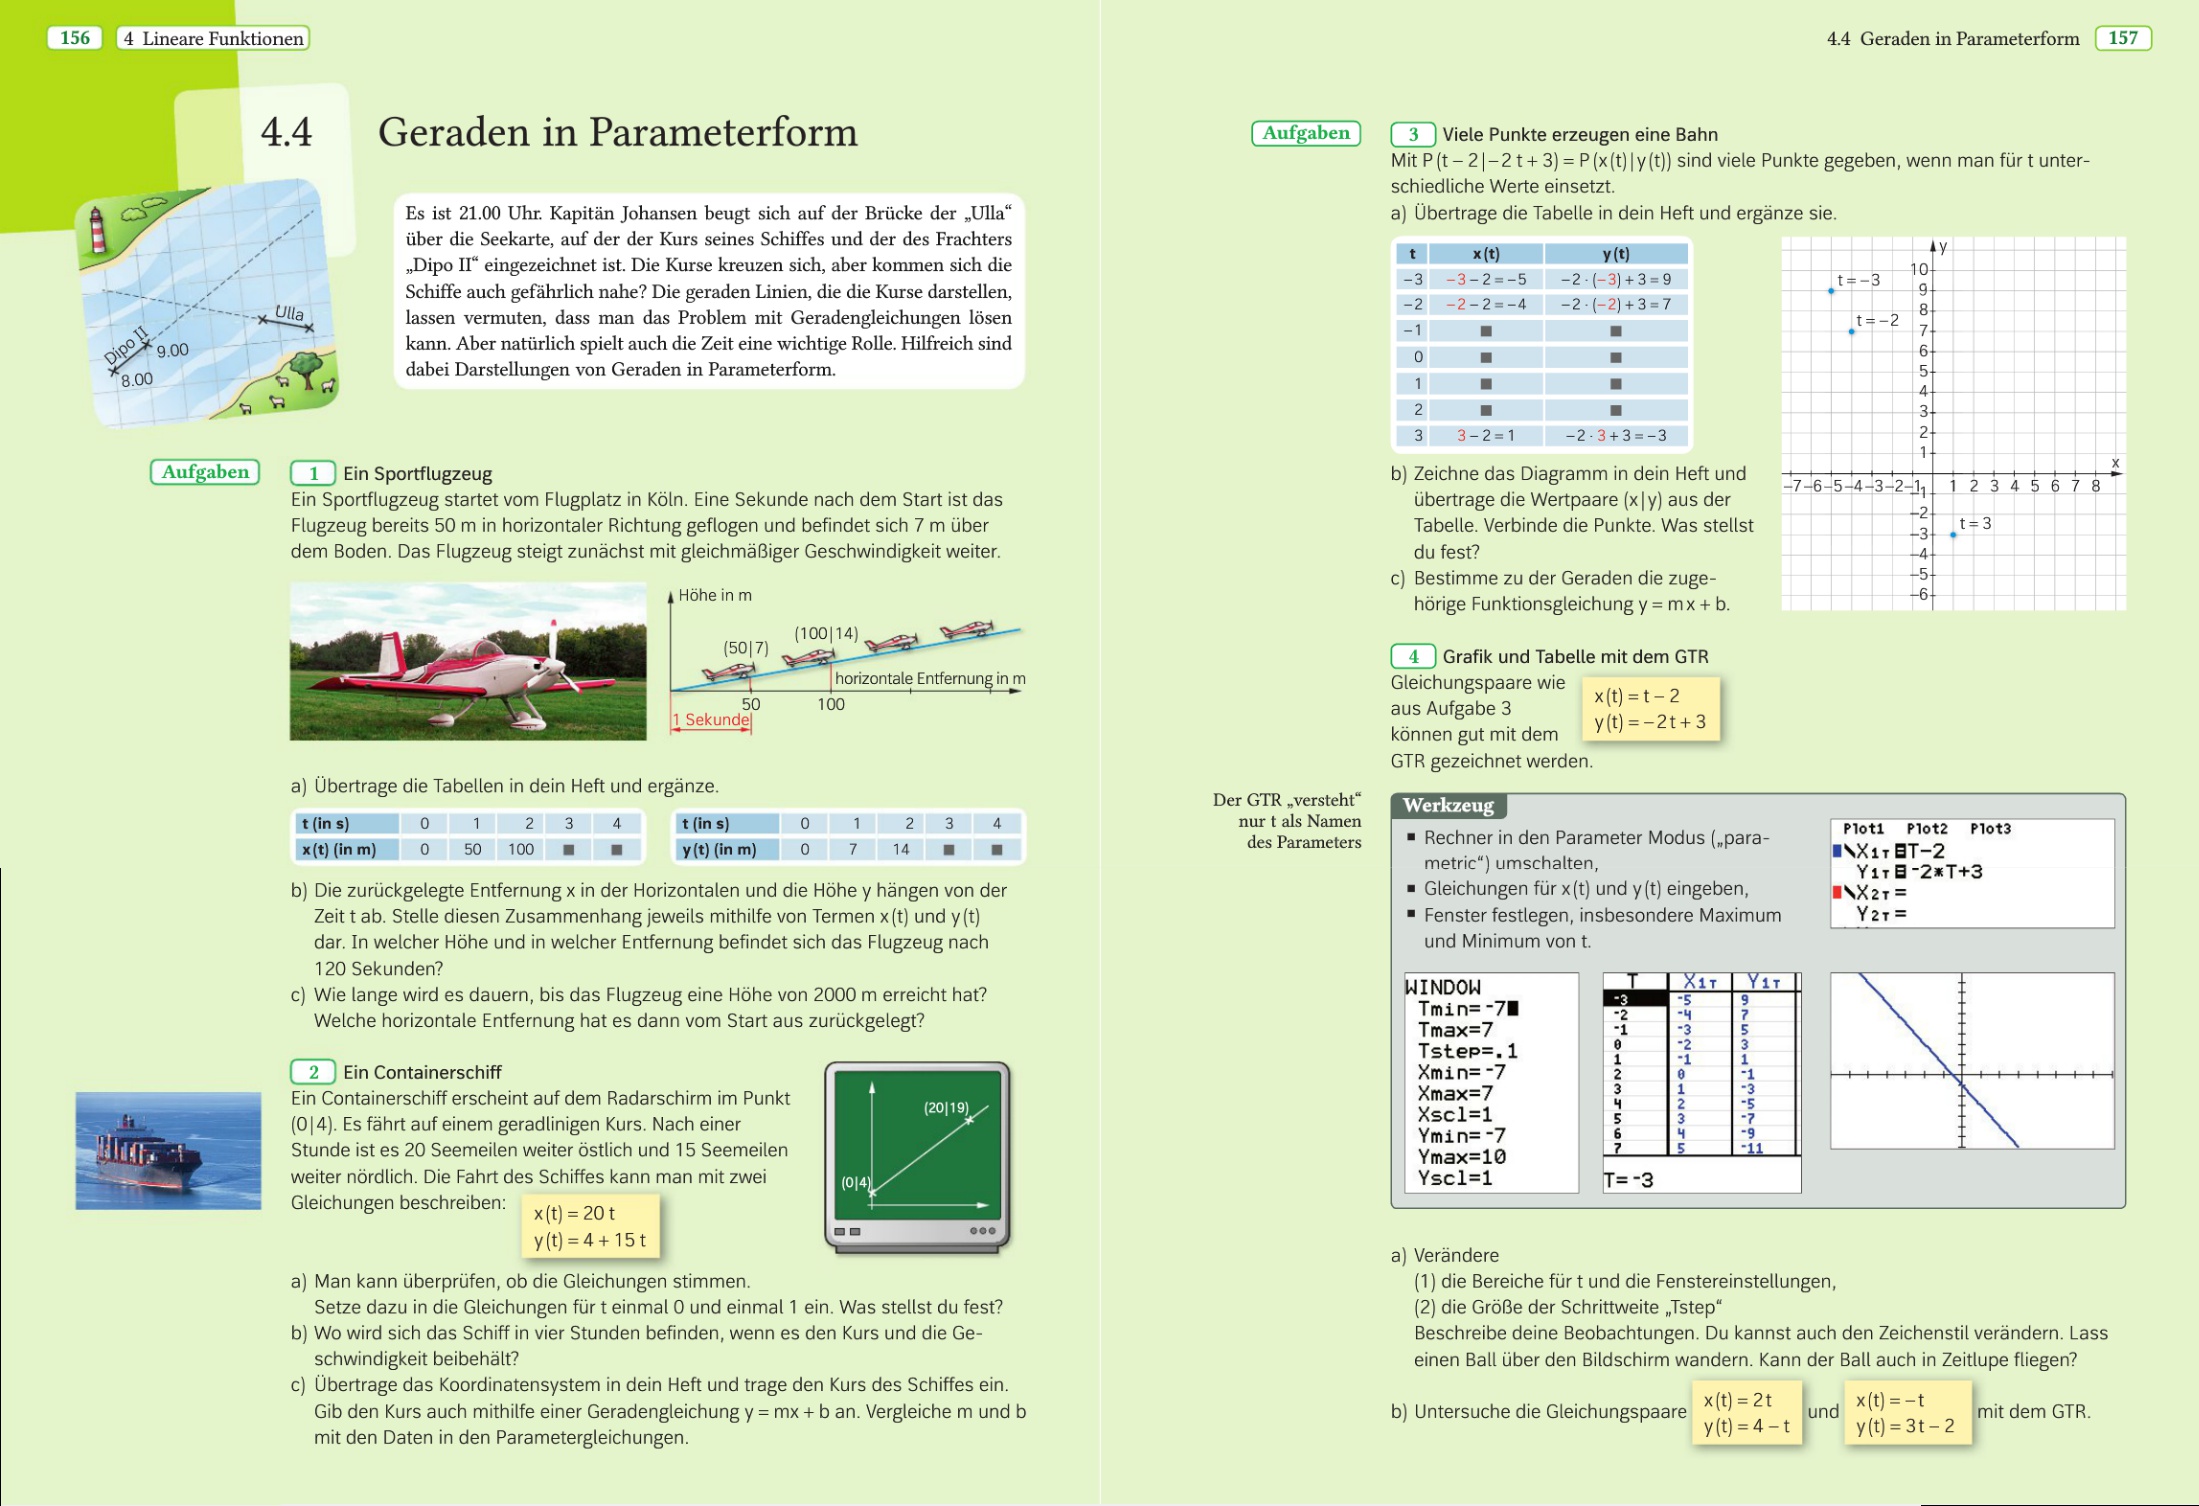 156 4 Lineare Funktionen
4.4 Geraden in Parameterform
Es ist 21.00 Uhr. Kapitän Johansen beugt sich auf der Brücke der „Ulla“
über die Seekarte, auf der der Kurs seines Schiffes und der des Frachters
„Dipo II“ eingezeichnet ist. Die Kurse kreuzen sich, aber kommen sich die
Schiffe auch gefährlich nahe? Die geraden Linien, die die Kurse darstellen,
lassen vermuten, dass man das Problem mit Geradengleichungen lösen
kann. Aber natürlich spielt auch die Zeit eine wichtige Rolle. Hilfreich sind
dabei Darstellungen von Geraden in Parameterform.
Ulla
Dipo II
9.00
8.00
Aufgaben
1 Ein Sportflugzeug
Ein Sportflugzeug startet vom Flugplatz in Köln. Eine Sekunde nach dem Start ist das
Flugzeug bereits 50 m in horizontaler Richtung geflogen und befindet sich 7 m über
dem Boden. Das Flugzeug steigt zunächst mit gleichmäßiger Geschwindigkeit weiter.
Höhe in m
(50|7)
(100|14)
horizontale Entfernung in m
50 100
1 Sekunde
a) Übertrage die Tabellen in dein Heft und ergänze.
t (in s) 0 1 2 3 4
x (t) (in m) 0 50 100 ■ ■
t (in s) 0 1 2 3 4
y (t) (in m) 0 7 14 ■ ■
b) Die zurückgelegte Entfernung x in der Horizontalen und die Höhe y hängen von der
Zeit t ab. Stelle diesen Zusammenhang jeweils mithilfe von Termen x (t) und y (t)
dar. In welcher Höhe und in welcher Entfernung befindet sich das Flugzeug nach
120 Sekunden?
c) Wie lange wird es dauern, bis das Flugzeug eine Höhe von 2000 m erreicht hat?
Welche horizontale Entfernung hat es dann vom Start aus zurückgelegt?
2 Ein Containerschiff
Ein Containerschiff erscheint auf dem Radarschirm im Punkt
(0|4). Es fährt auf einem geradlinigen Kurs. Nach einer
Stunde ist es 20 Seemeilen weiter östlich und 15 Seemeilen
weiter nördlich. Die Fahrt des Schiffes kann man mit zwei
Gleichungen beschreiben:
x (t) = 20 t
y (t) = 4 + 15 t
(20|19)
(0|4)
a) Man kann überprüfen, ob die Gleichungen stimmen.
Setze dazu in die Gleichungen für t einmal 0 und einmal 1 ein. Was stellst du fest?
b) Wo wird sich das Schiff in vier Stunden befinden, wenn es den Kurs und die Ge-
schwindigkeit beibehält?
c) Übertrage das Koordinatensystem in dein Heft und trage den Kurs des Schiffes ein.
Gib den Kurs auch mithilfe einer Geradengleichung y = mx + b an. Vergleiche m und b
mit den Daten in den Parametergleichungen.
4.4 Geraden in Parameterform 157
Aufgaben
3 Viele Punkte erzeugen eine Bahn
Mit P (t – 2 | – 2 t + 3) = P (x (t) | y (t)) sind viele Punkte gegeben, wenn man für t unter-
schiedliche Werte einsetzt.
a) Übertrage die Tabelle in dein Heft und ergänze sie.
t x (t) y (t)
–3 –3 – 2 = –5 –2 · (–3) + 3 = 9
–2 –2 – 2 = –4 –2 · (–2) + 3 = 7
–1 ■ ■
0 ■ ■
1 ■ ■
2 ■ ■
3 3 – 2 = 1 –2 · 3 + 3 = –3
y
10
9
8
7
6
5
4
3
2
1
x
–7 –6 –5 –4 –3 –2 –1 1 2 3 4 5 6 7 8
–1
–2
–3
–4
–5
–6
t = –3
t = –2
t = 3
b) Zeichne das Diagramm in dein Heft und
übertrage die Wertpaare (x | y) aus der
Tabelle. Verbinde die Punkte. Was stellst
du fest?
c) Bestimme zu der Geraden die zuge-
hörige Funktionsgleichung y = m x + b.
4 Grafik und Tabelle mit dem GTR
Gleichungspaare wie
aus Aufgabe 3
können gut mit dem
GTR gezeichnet werden.
x (t) = t – 2
y (t) = – 2 t + 3
Der GTR „versteht“
nur t als Namen
des Parameters
Werkzeug
■ Rechner in den Parameter Modus („para-
metric“) umschalten,
■ Gleichungen für x (t) und y (t) eingeben,
■ Fenster festlegen, insbesondere Maximum
und Minimum von t.
Plot1 Plot2 Plot3
\X1T=T-2
Y1T=-2*T+3
\X2T=
Y2T=
WINDOW
Tmin=-7
Tmax=7
Tstep=.1
Xmin=-7
Xmax=7
Xscl=1
Ymin=-7
Ymax=10
Yscl=1
T X1T Y1T
-3 -5 9
-2 -4 7
-1 -3 5
0 -2 3
1 -1 1
2 0 -1
3 1 -3
4 2 -5
5 3 -7
6 4 -9
7 5 -11
T=-3
a) Verändere
(1) die Bereiche für t und die Fenstereinstellungen,
(2) die Größe der Schrittweite „Tstep“
Beschreibe deine Beobachtungen. Du kannst auch den Zeichenstil verändern. Lass
einen Ball über den Bildschirm wandern. Kann der Ball auch in Zeitlupe fliegen?
b) Untersuche die Gleichungspaare
x (t) = 2 t
y (t) = 4 – t
und
x (t) = – t
y (t) = 3 t – 2
mit dem GTR.